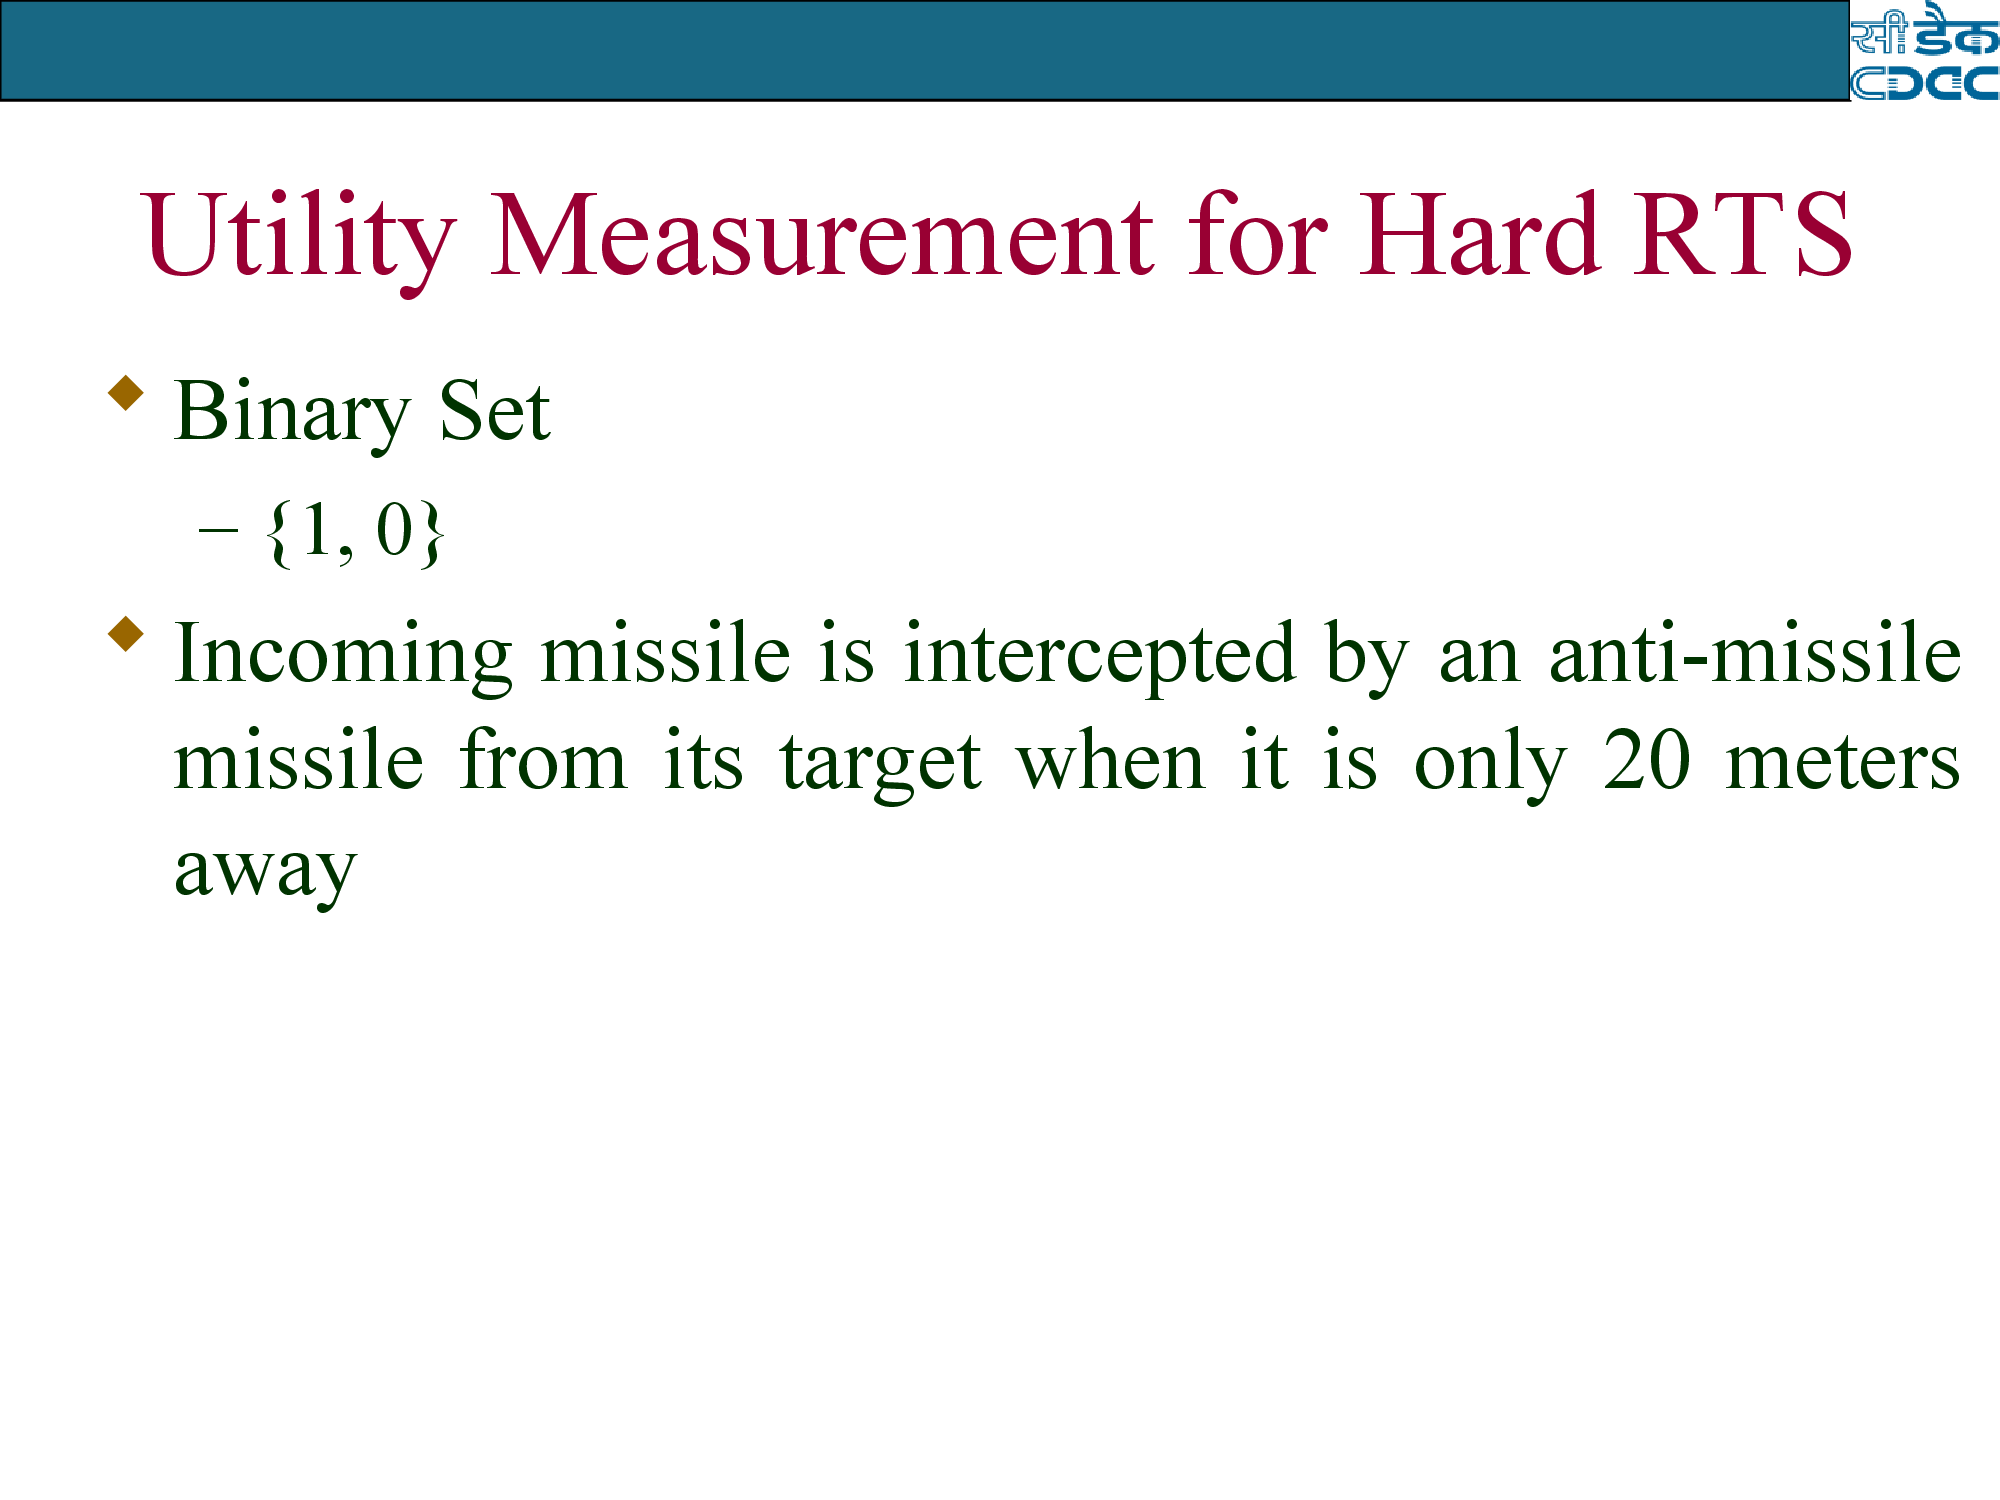 सी डैक
CDAC
Utility Measurement for Hard RTS
Binary Set
– {1, 0}
Incoming missile is intercepted by an anti-missile
missile from its target when it is only 20 meters
away